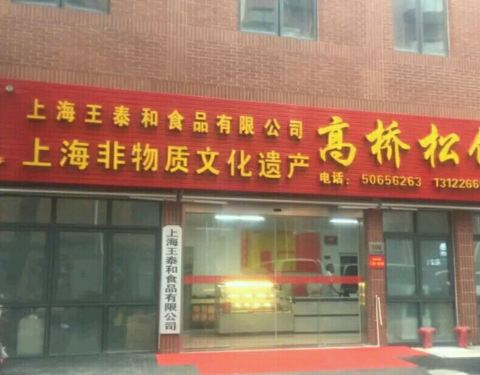 上海王泰和食品有限公司
上海非物质文化遗产
高桥松
电话：50656263 1312266
上海王泰和食品有限公司